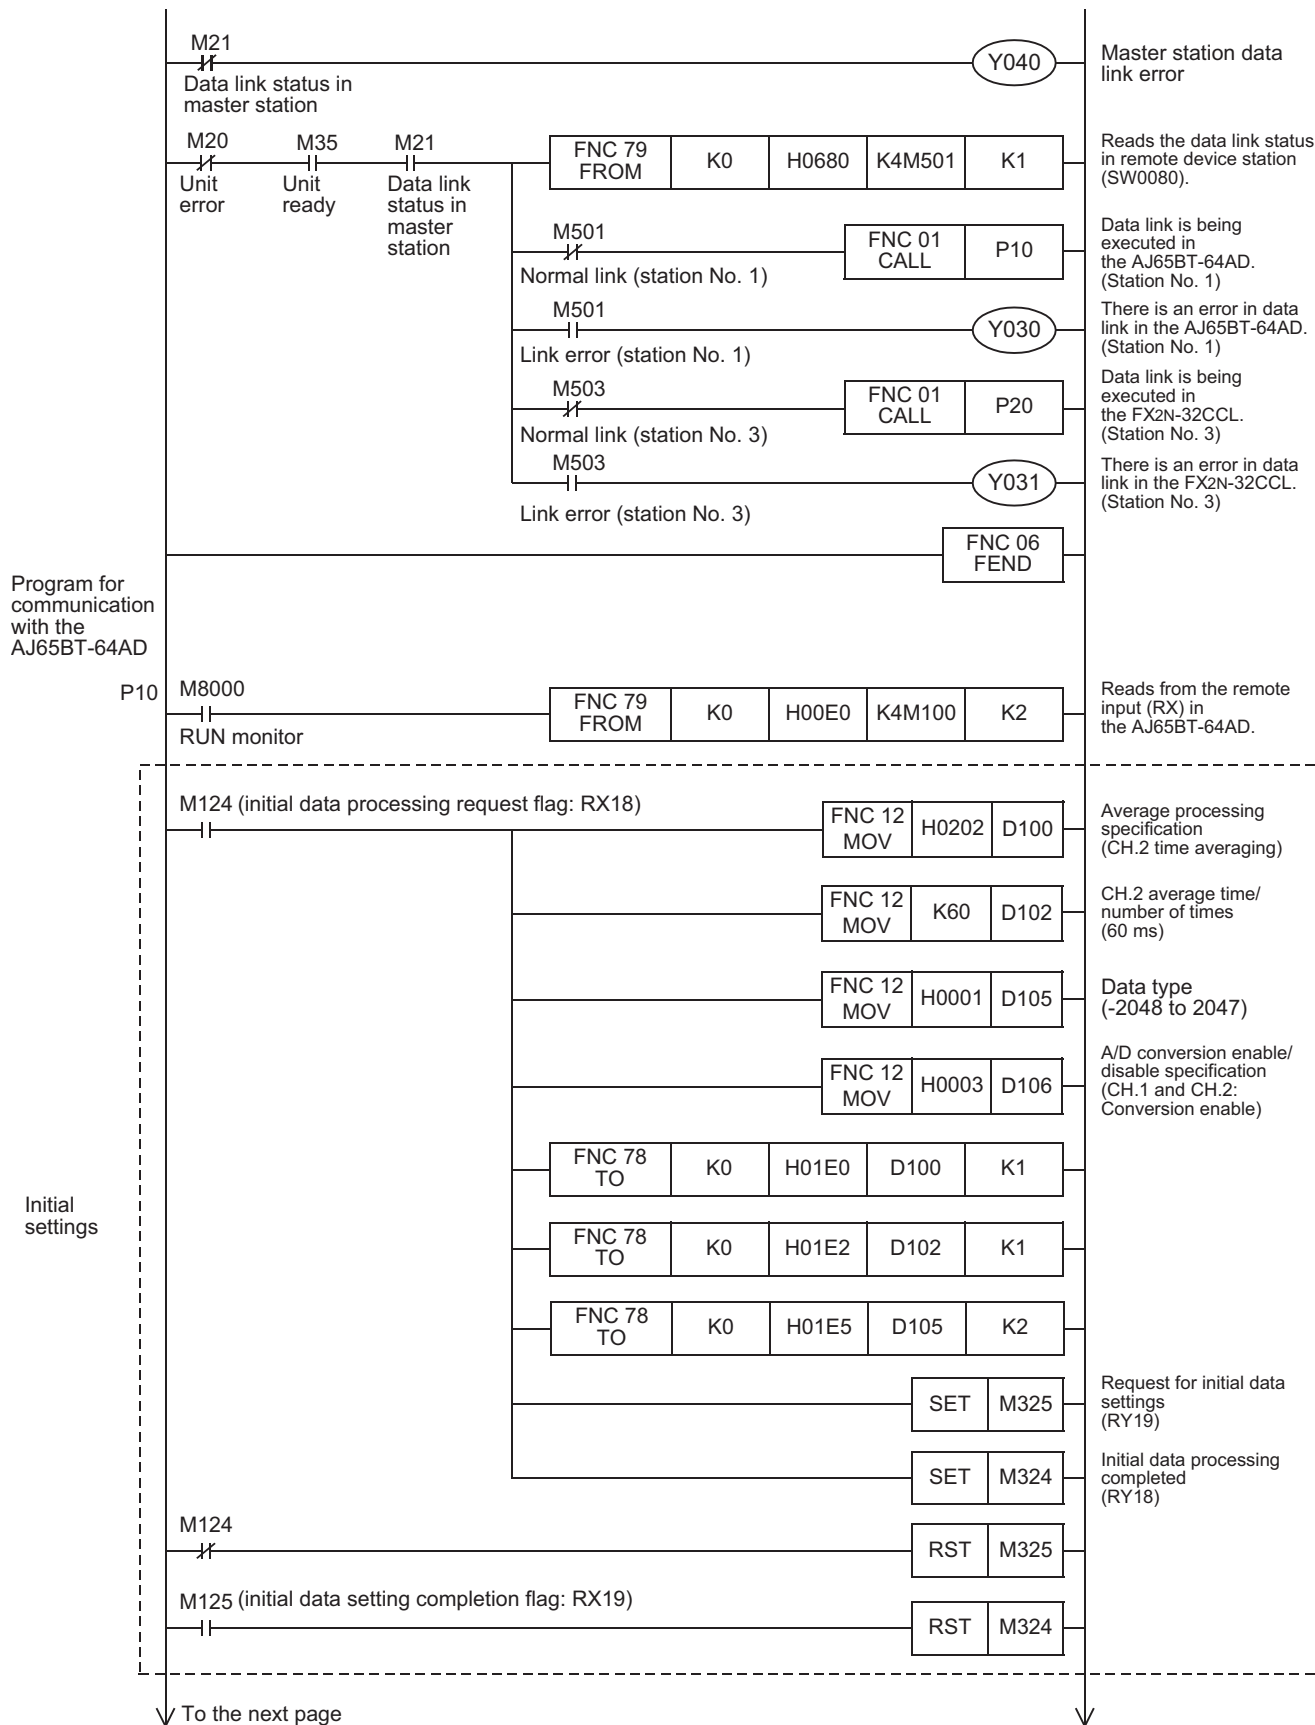 M21
Y040
Master station data
link error
Data link status in
master station
M20
M35
M21
FNC 79
FROM
K0
H0680
K4M501
K1
Reads the data link status
in remote device station
(SW0080).
Unit
error
Unit
ready
Data link
status in
master
station
M501
FNC 01
CALL
P10
Data link is being
executed in
the AJ65BT-64AD.
(Station No. 1)
Normal link (station No. 1)
M501
Y030
There is an error in data
link in the AJ65BT-64AD.
(Station No. 1)
Link error (station No. 1)
M503
FNC 01
CALL
P20
Data link is being
executed in
the FX2N-32CCL.
(Station No. 3)
Normal link (station No. 3)
M503
Y031
There is an error in data
link in the FX2N-32CCL.
(Station No. 3)
Link error (station No. 3)
FNC 06
FEND
Program for
communication
with the
AJ65BT-64AD
P10
M8000
RUN monitor
FNC 79
FROM
K0
H00E0
K4M100
K2
Reads from the remote
input (RX) in
the AJ65BT-64AD.
M124 (initial data processing request flag: RX18)
FNC 12
MOV
H0202
D100
Average processing
specification
(CH.2 time averaging)
FNC 12
MOV
K60
D102
CH.2 average time/
number of times
(60 ms)
FNC 12
MOV
H0001
D105
Data type
(-2048 to 2047)
FNC 12
MOV
H0003
D106
A/D conversion enable/
disable specification
(CH.1 and CH.2:
Conversion enable)
Initial
settings
FNC 78
TO
K0
H01E0
D100
K1
FNC 78
TO
K0
H01E2
D102
K1
FNC 78
TO
K0
H01E5
D105
K2
SET
M325
Request for initial data
settings
(RY19)
SET
M324
Initial data processing
completed
(RY18)
M124
RST
M325
M125 (initial data setting completion flag: RX19)
RST
M324
To the next page